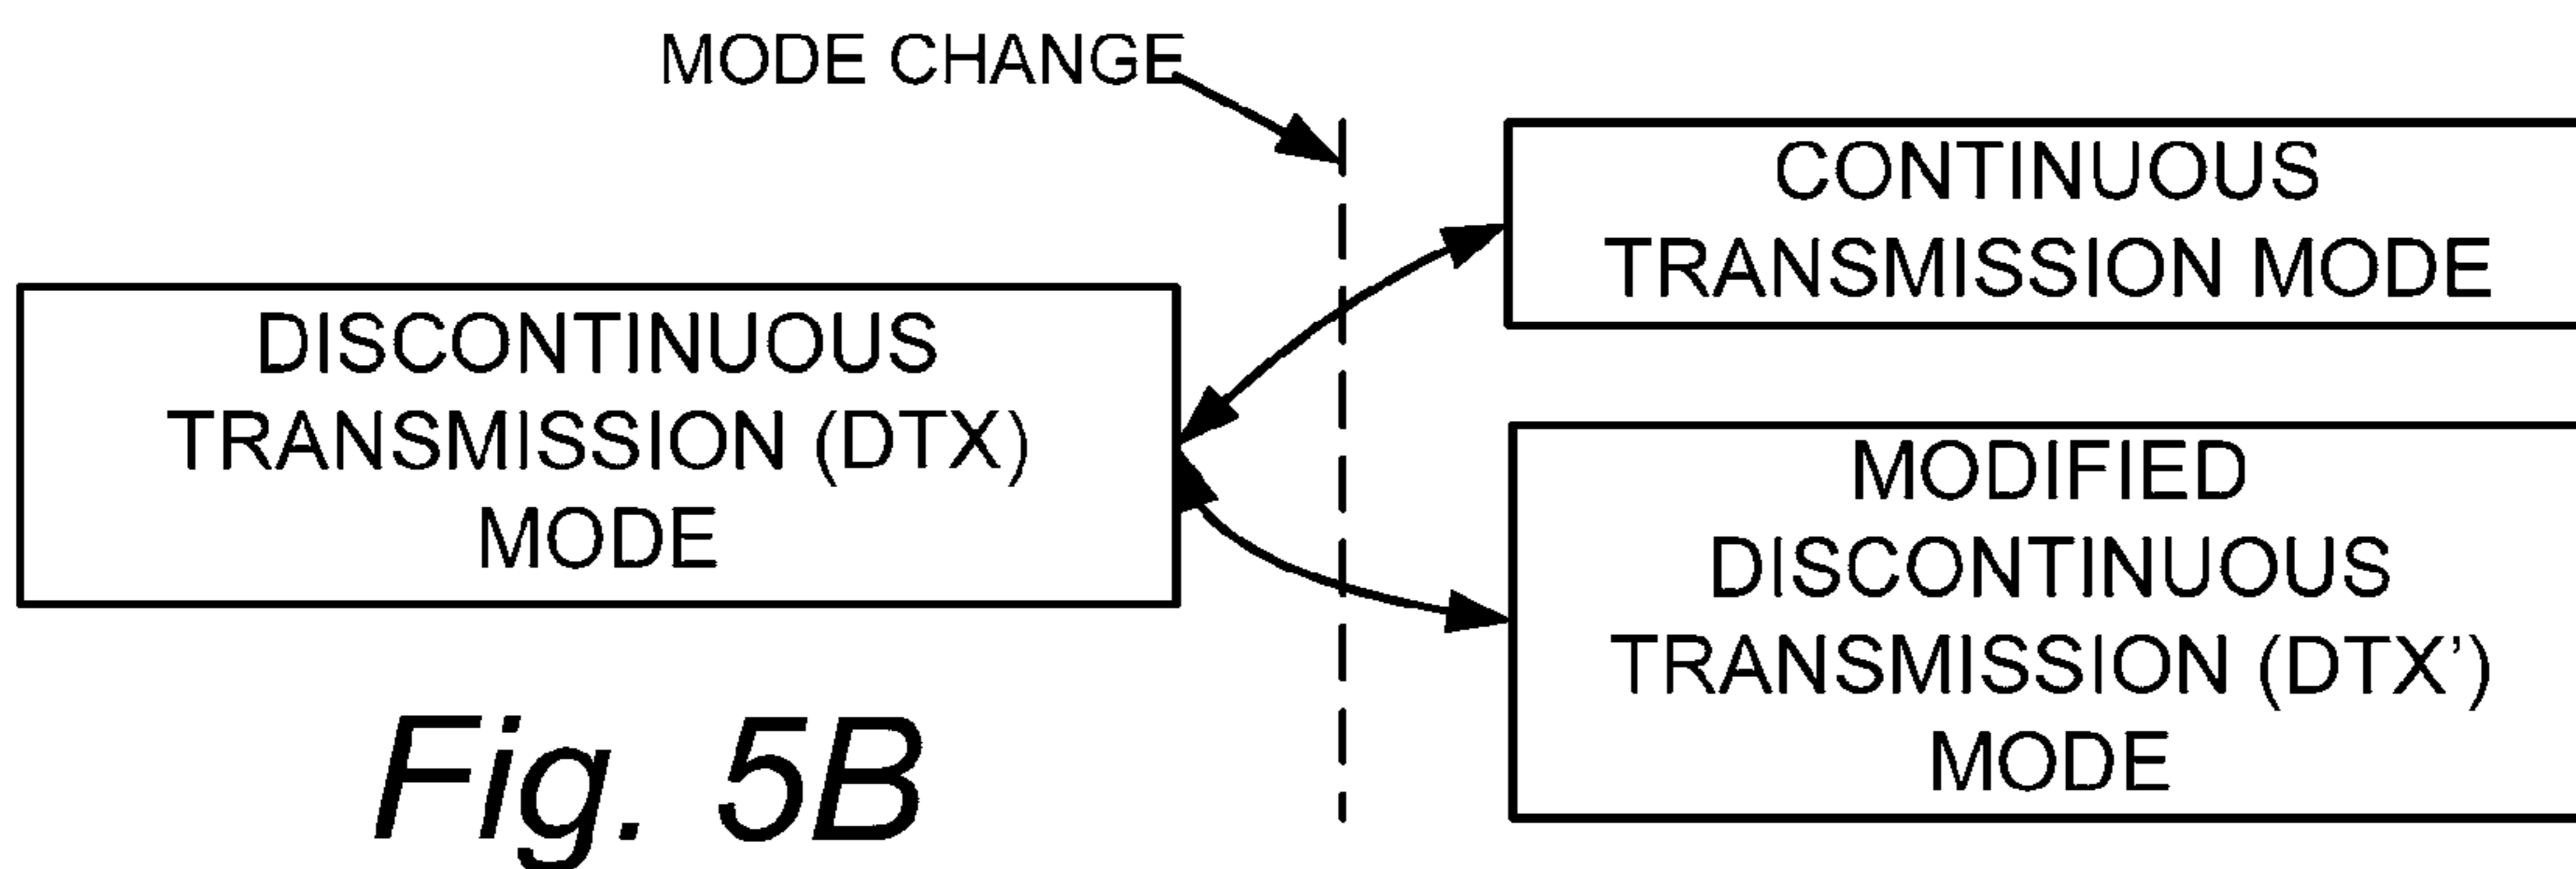 MODE CHANGE
CONTINUOUS
TRANSMISSION MODE
DISCONTINUOUS
TRANSMISSION (DTX)
MODE
MODIFIED
DISCONTINUOUS
TRANSMISSION (DTX’)
MODE
Fig. 5B